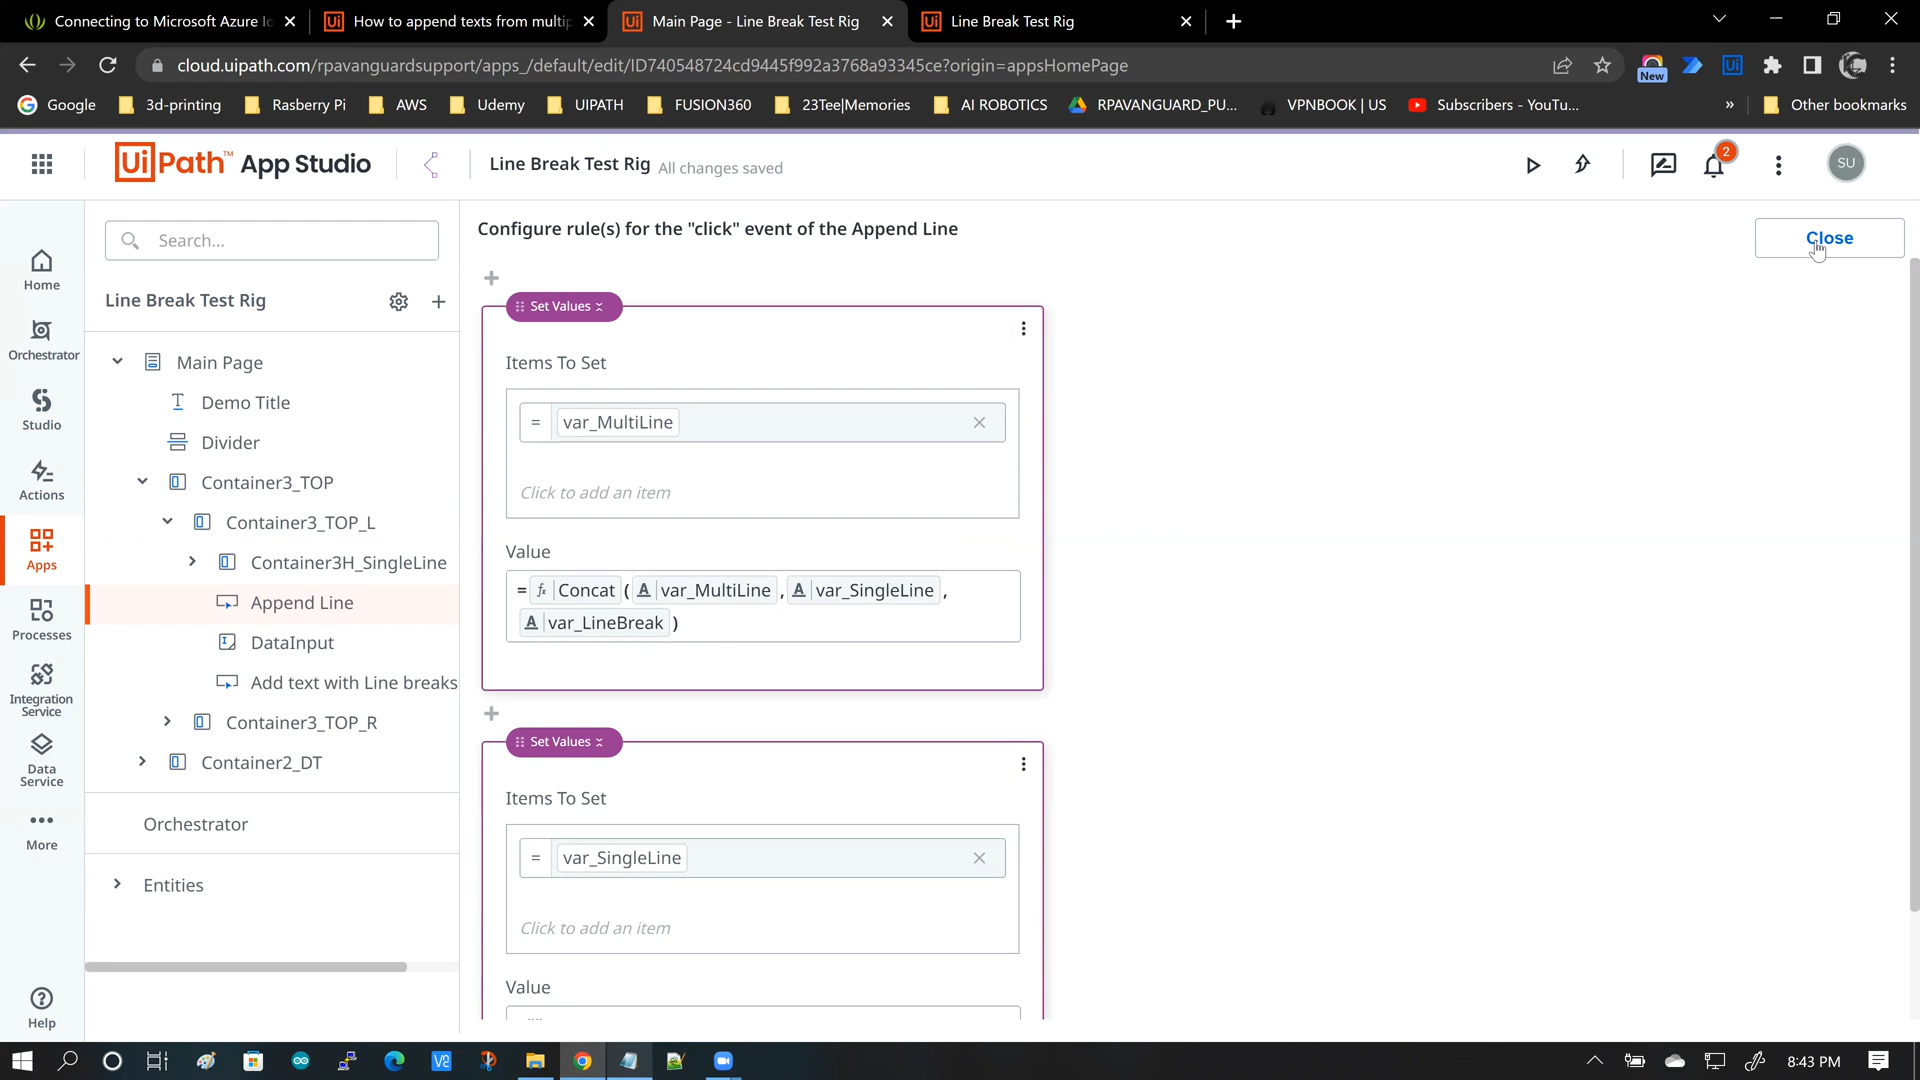 Connecting to Microsoft Azure Io
How to append texts from multip
Main Page - Line Break Test Rig
Line Break Test Rig
cloud.uipath.com/rpavanguardsupport/apps_/default/edit/ID740548724cd9445f992a3768a93345ce?origin=appsHomePage
New
Google
3d-printing
Rasberry Pi
AWS
Udemy
UIPATH
FUSION360
23Tee|Memories
AI ROBOTICS
RPAVANGUARD_PU...
VPNBOOK | US
Subscribers - YouTu...
»
Other bookmarks
UiPath™ App Studio
Line Break Test Rig All changes saved
2
SU
Search...
Configure rule(s) for the "click" event of the Append Line
Close
Home
Orchestrator
Studio
Actions
Apps
Processes
Integration
Service
Data
Service
More
Help
Line Break Test Rig
Main Page
Demo Title
Divider
Container3_TOP
Container3_TOP_L
Container3H_SingleLine
Append Line
DataInput
Add text with Line breaks
Container3_TOP_R
Container2_DT
Orchestrator
Entities
Set Values
Items To Set
= var_MultiLine
Click to add an item
Value
= fx Concat ( A var_MultiLine , A var_SingleLine ,
A var_LineBreak )
Set Values
Items To Set
= var_SingleLine
Click to add an item
Value
8:43 PM